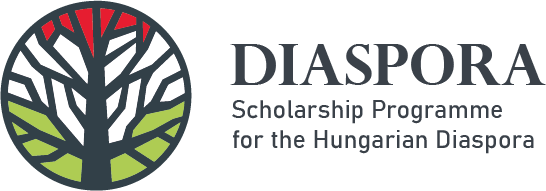 DIASPORA
Scholarship Programme
for the Hungarian Diaspora